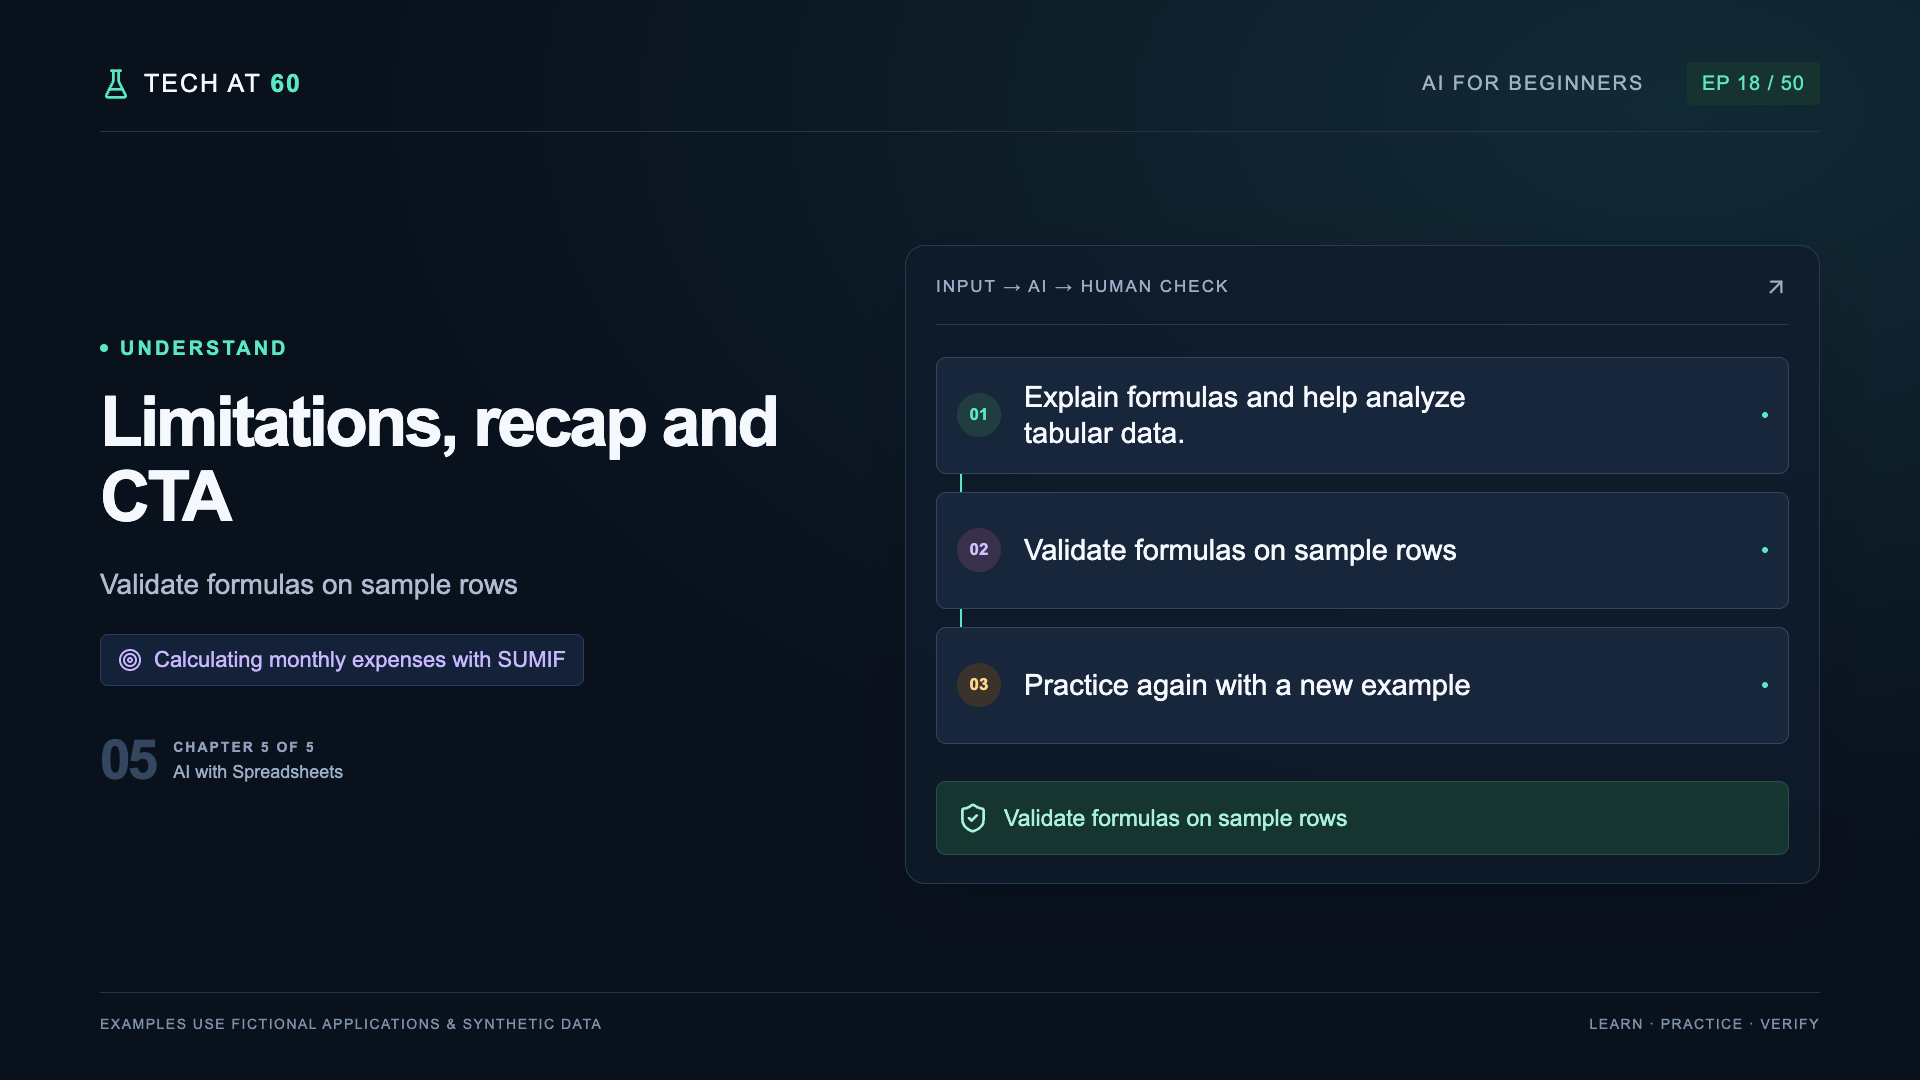 TECH AT 60
AI FOR BEGINNERS
EP 18 / 50
UNDERSTAND
Limitations, recap and
CTA
Validate formulas on sample rows
Calculating monthly expenses with SUMIF
05
CHAPTER 5 OF 5
AI with Spreadsheets
INPUT → AI → HUMAN CHECK
01
Explain formulas and help analyze
tabular data.
02
Validate formulas on sample rows
03
Practice again with a new example
Validate formulas on sample rows
EXAMPLES USE FICTIONAL APPLICATIONS & SYNTHETIC DATA
LEARN · PRACTICE · VERIFY